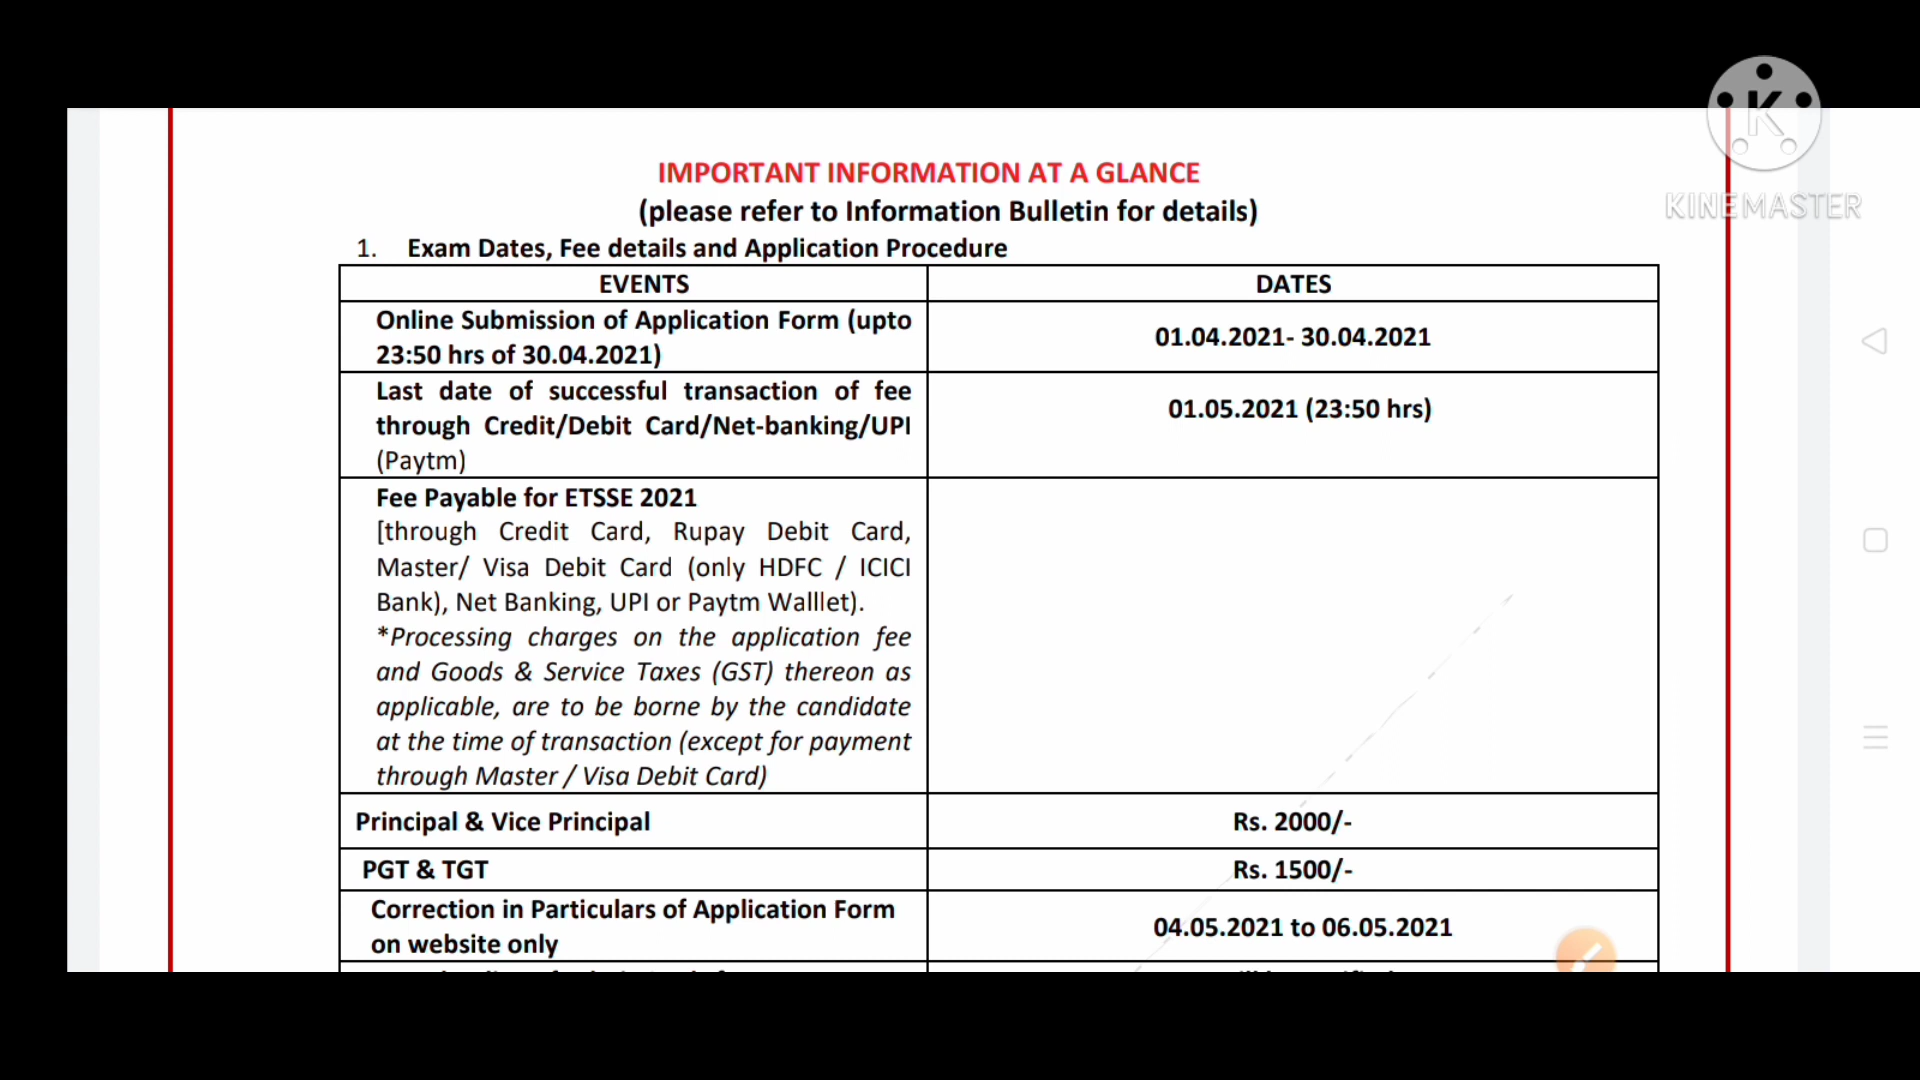 K
KINEMASTER
IMPORTANT INFORMATION AT A GLANCE
(please refer to Information Bulletin for details)
1. Exam Dates, Fee details and Application Procedure
EVENTS DATES
Online Submission of Application Form (upto
23:50 hrs of 30.04.2021)
01.04.2021- 30.04.2021
Last date of successful transaction of fee
through Credit/Debit Card/Net-banking/UPI
(Paytm)
01.05.2021 (23:50 hrs)
Fee Payable for ETSSE 2021
[through Credit Card, Rupay Debit Card,
Master/ Visa Debit Card (only HDFC / ICICI
Bank), Net Banking, UPI or Paytm Walllet).
*Processing charges on the application fee
and Goods & Service Taxes (GST) thereon as
applicable, are to be borne by the candidate
at the time of transaction (except for payment
through Master / Visa Debit Card)
Principal & Vice Principal Rs. 2000/-
PGT & TGT Rs. 1500/-
Correction in Particulars of Application Form
on website only
04.05.2021 to 06.05.2021